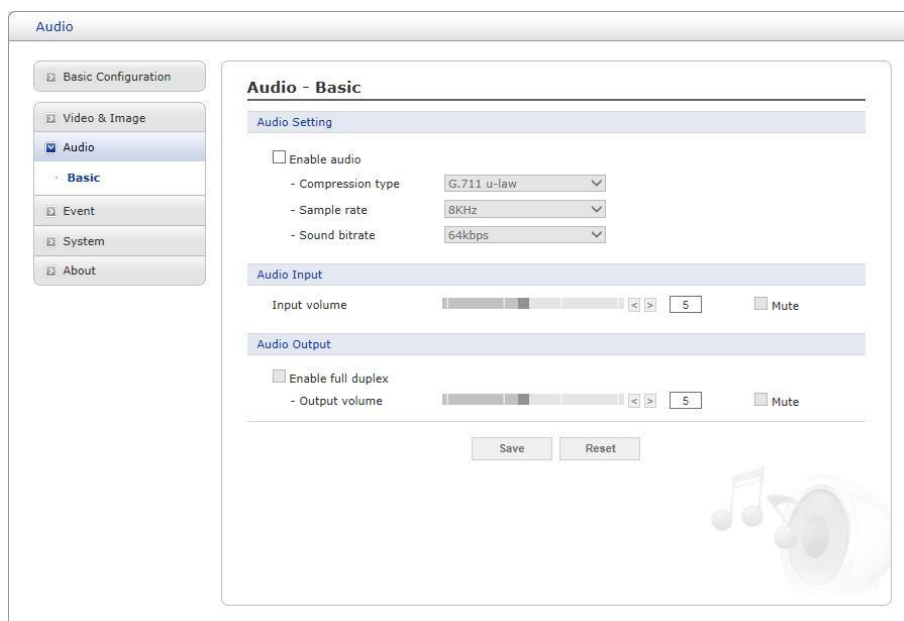 Audio
Basic Configuration
Video & Image
Audio
· Basic
Event
System
About
Audio - Basic
Audio Setting
Enable audio
- Compression type G.711 u-law
- Sample rate 8KHz
- Sound bitrate 64kbps
Audio Input
Input volume < > 5 Mute
Audio Output
Enable full duplex
- Output volume < > 5 Mute
Save Reset